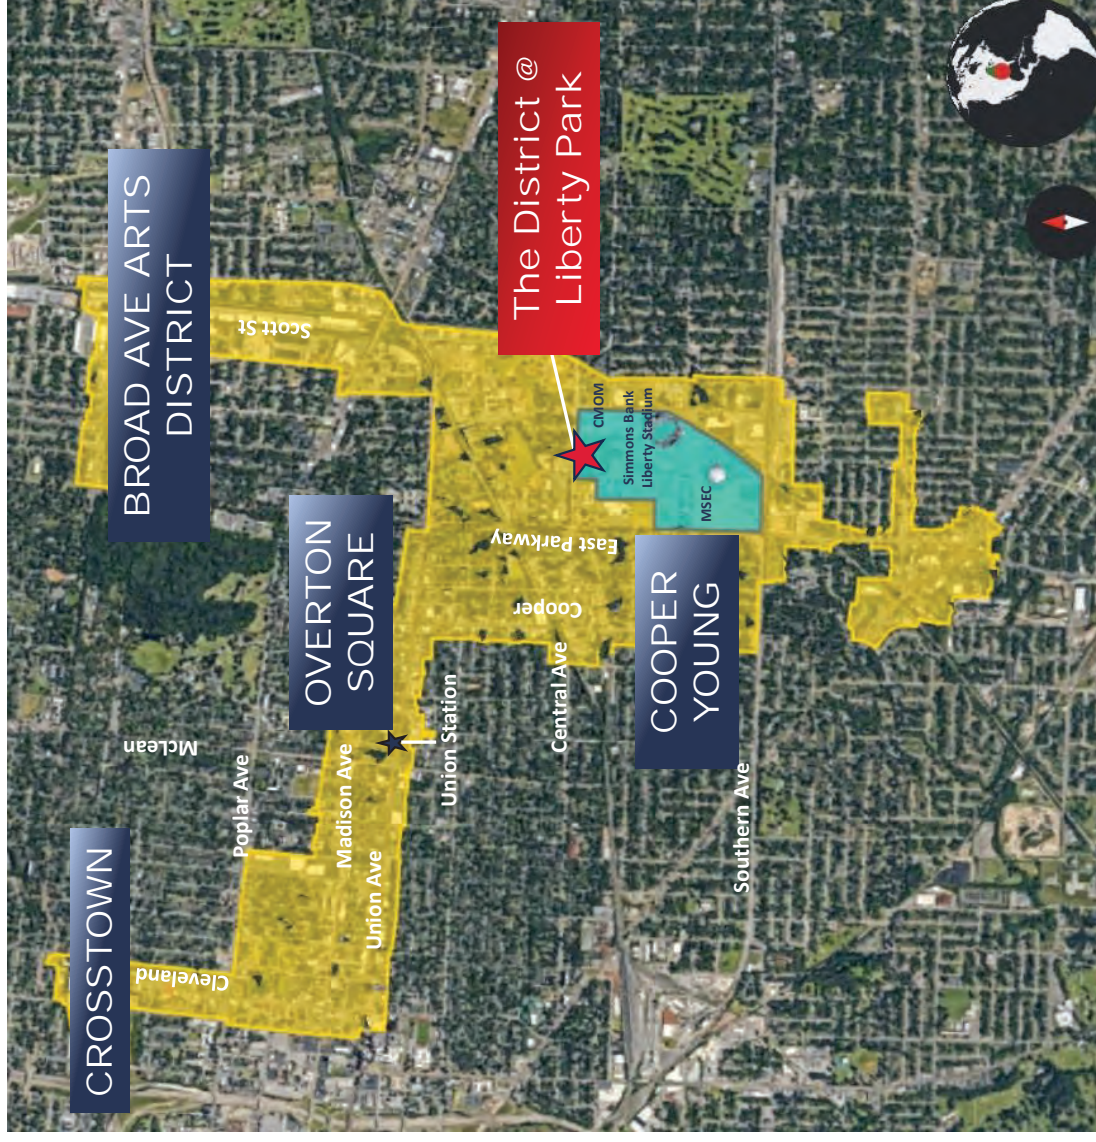 CROSSTOWN
BROAD AVE ARTS
DISTRICT
OVERTON
SQUARE
The District @
Liberty Park
COOPER
YOUNG
Cleveland
McLean
Poplar Ave
Madison Ave
Union Ave
Union Station
Scott St
East Parkway
Cooper
Central Ave
Southern Ave
CMOM
Simmons Bank
Liberty Stadium
MSEC